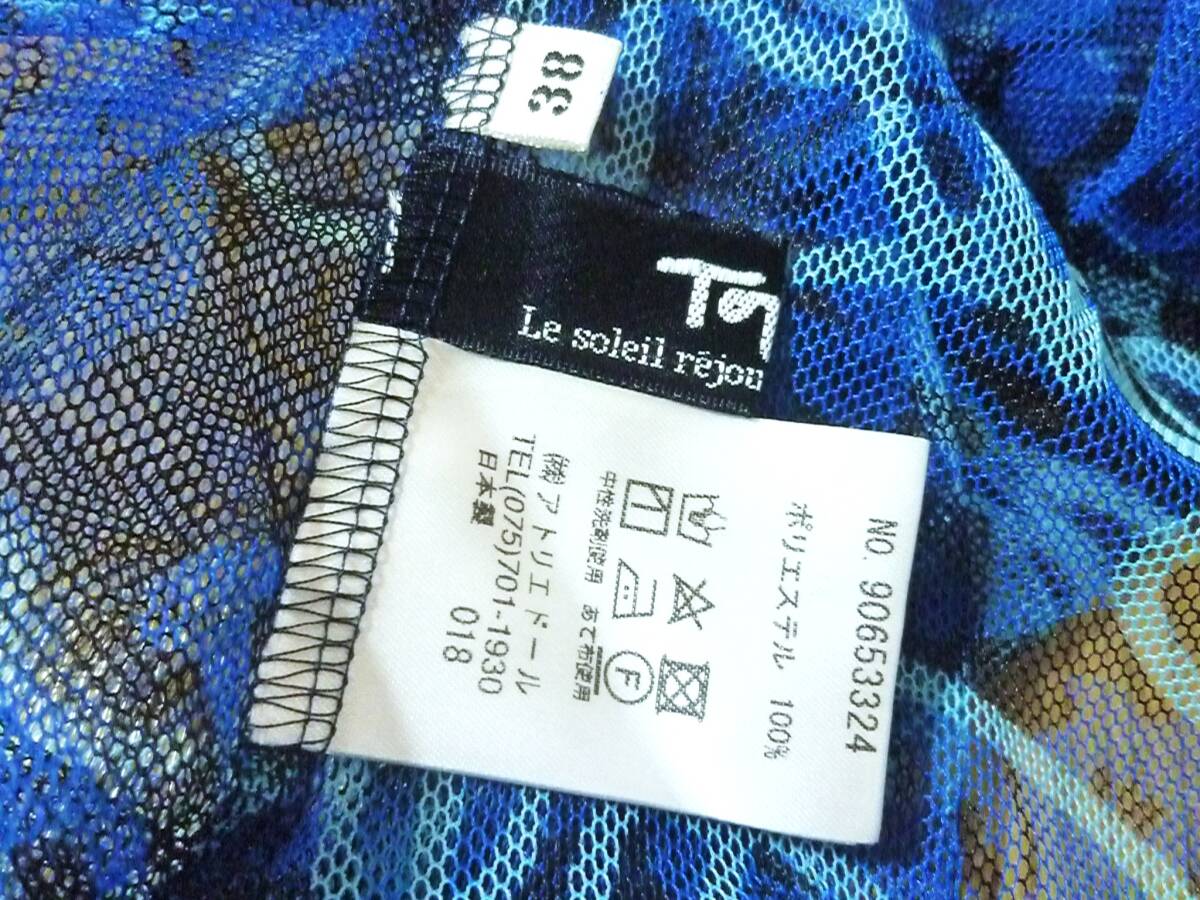 38
Le soleil réjou
NO. 90653324
ポリエステル 100%
中性洗剤使用 あて布使用
F
㈱アトリエドール
TEL(075)701-1930
日本製 018